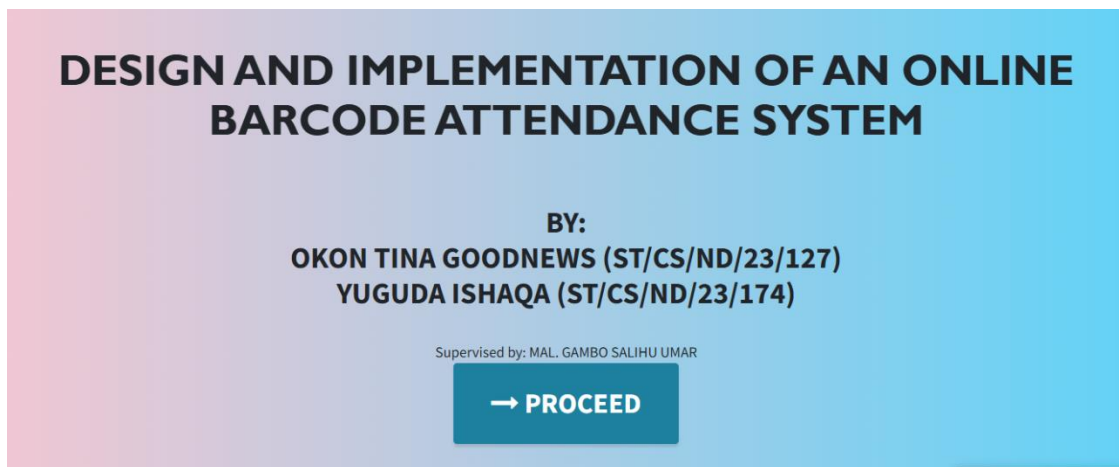 DESIGN AND IMPLEMENTATION OF AN ONLINE
BARCODE ATTENDANCE SYSTEM
BY:
OKON TINA GOODNEWS (ST/CS/ND/23/127)
YUGUDA ISHAQA (ST/CS/ND/23/174)
Supervised by: MAL. GAMBO SALIHU UMAR
→ PROCEED